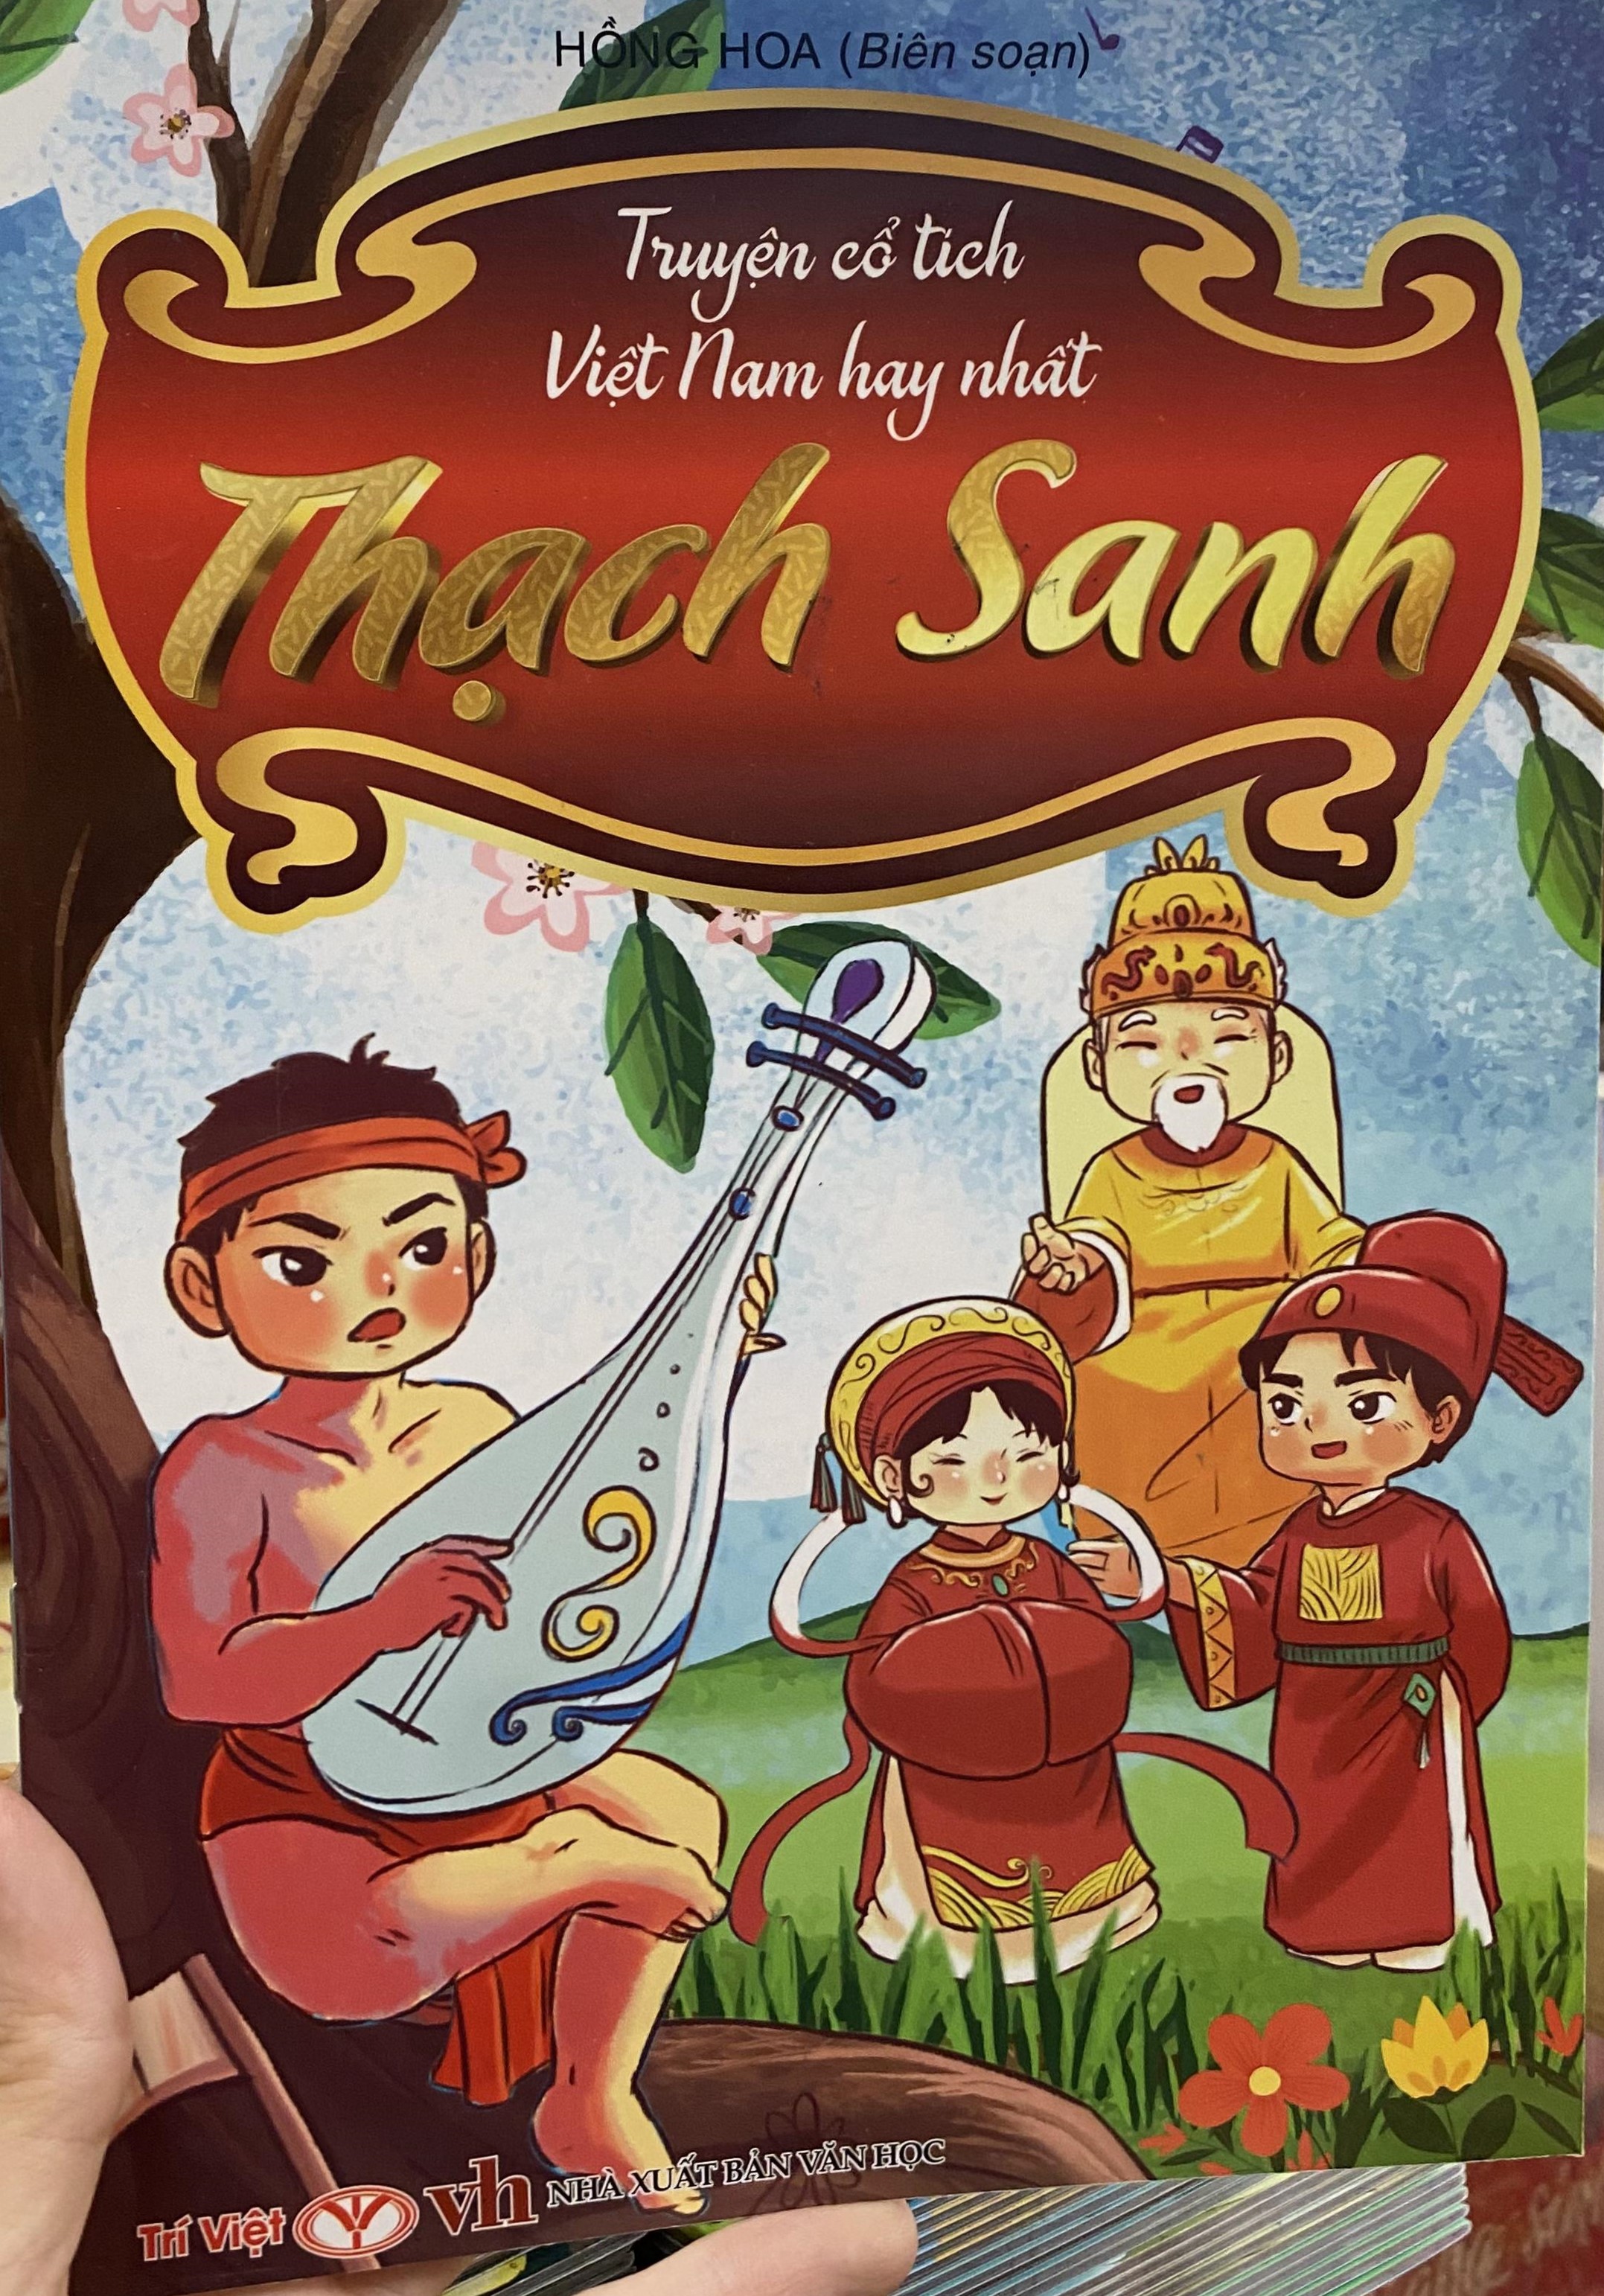 HỒNG HOA (Biên soạn)
Truyện cổ tích
Việt Nam hay nhất
Thạch Sanh
Trí Việt vh NHÀ XUẤT BẢN VĂN HỌC